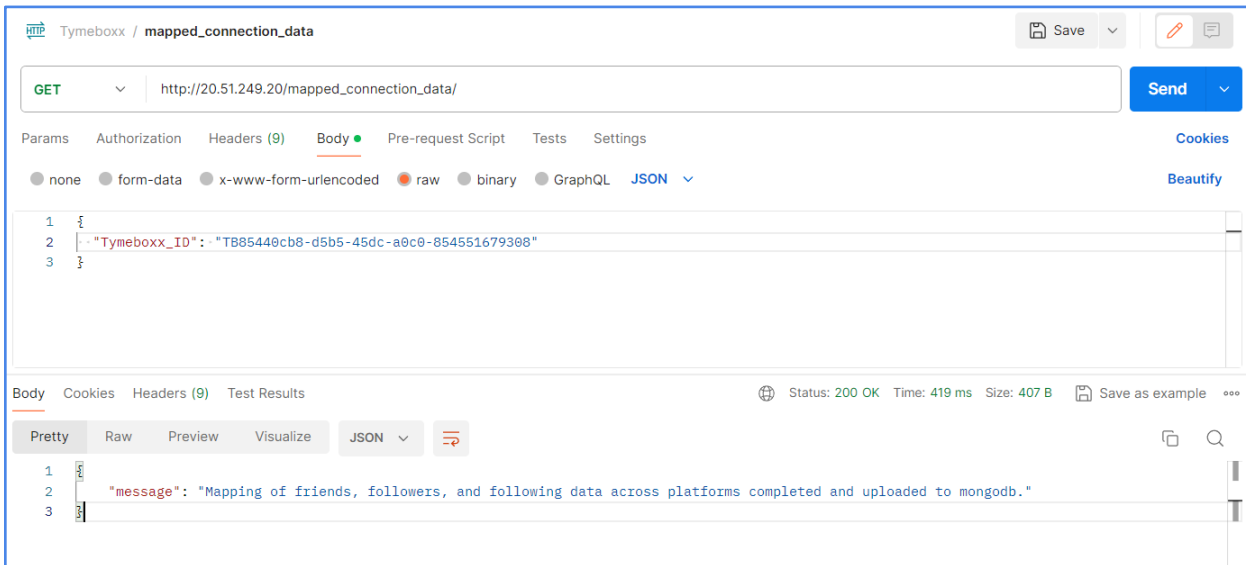 HTTP Tymeboxx / mapped_connection_data Save
GET http://20.51.249.20/mapped_connection_data/ Send
Params Authorization Headers (9) Body Pre-request Script Tests Settings Cookies
none form-data x-www-form-urlencoded raw binary GraphQL JSON Beautify
1 {
2 "Tymeboxx_ID": "TB85440cb8-d5b5-45dc-a0c0-854551679308"
3 }
Body Cookies Headers (9) Test Results Status: 200 OK Time: 419 ms Size: 407 B Save as example
Pretty Raw Preview Visualize JSON
1 {
2 "message": "Mapping of friends, followers, and following data across platforms completed and uploaded to mongodb."
3 }